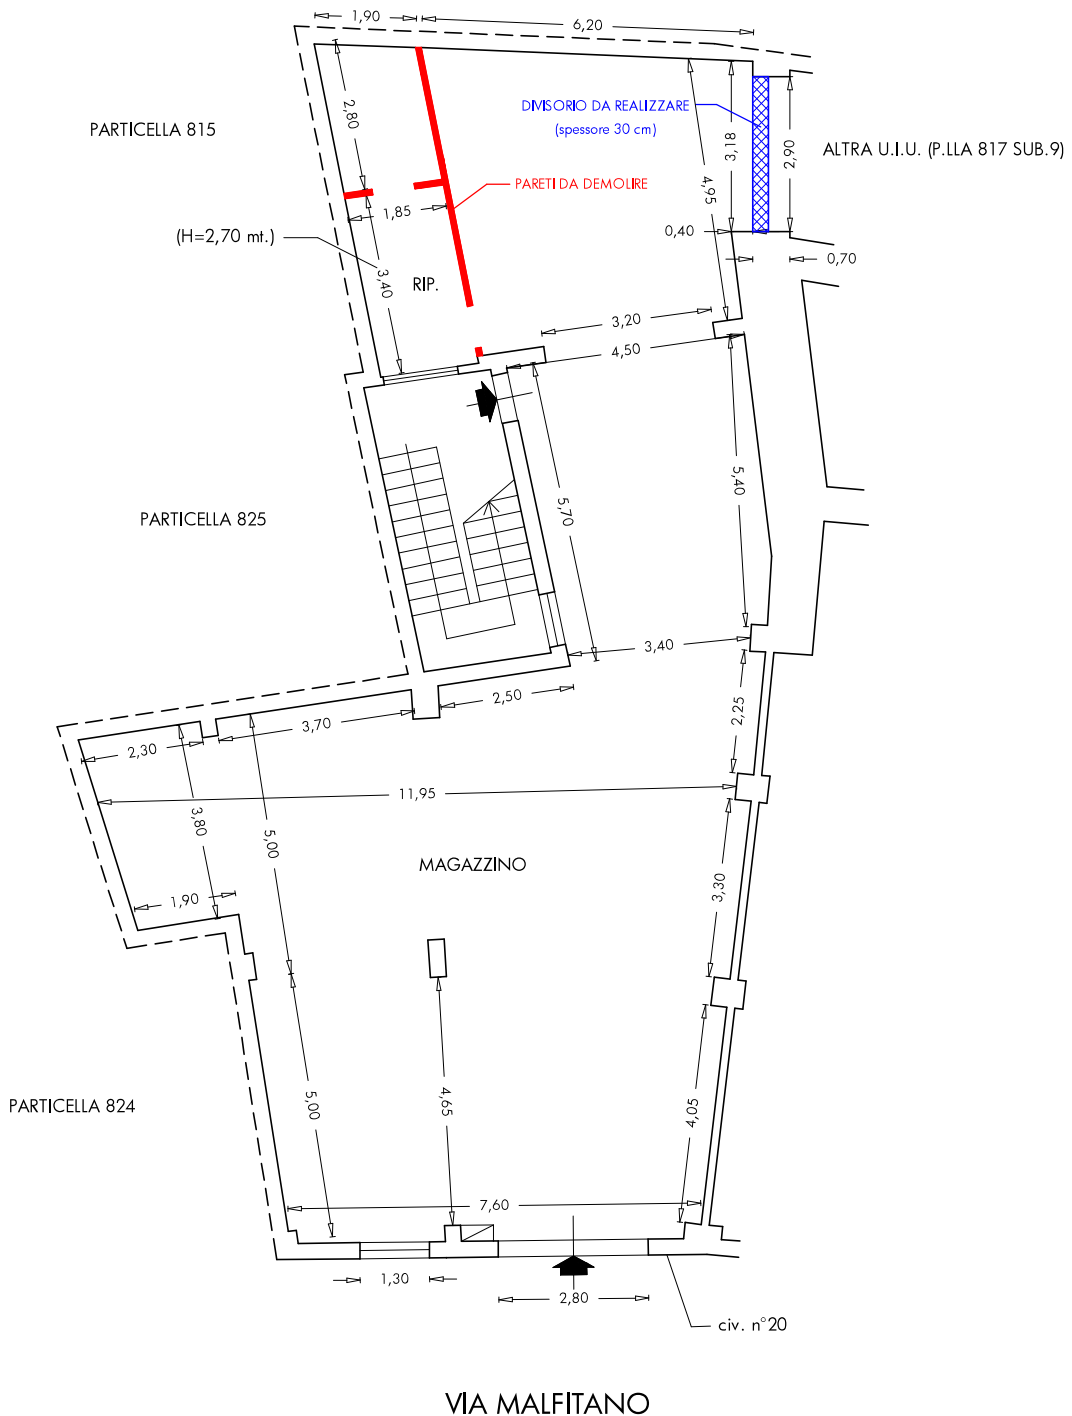 1,90
6,20
2,80
DIVISORIO DA REALIZZARE
(spessore 30 cm)
PARTICELLA 815
3,18
2,90
ALTRA U.I.U. (P.LLA 817 SUB.9)
4,95
PARETI DA DEMOLIRE
1,85
(H=2,70 mt.)
0,40
0,70
3,40
RIP.
3,20
4,50
5,40
5,70
PARTICELLA 825
3,40
2,50
2,25
3,70
2,30
11,95
3,80
5,00
MAGAZZINO
3,30
1,90
4,65
5,00
4,05
PARTICELLA 824
7,60
1,30
2,80
civ. n°20
VIA MALFITANO